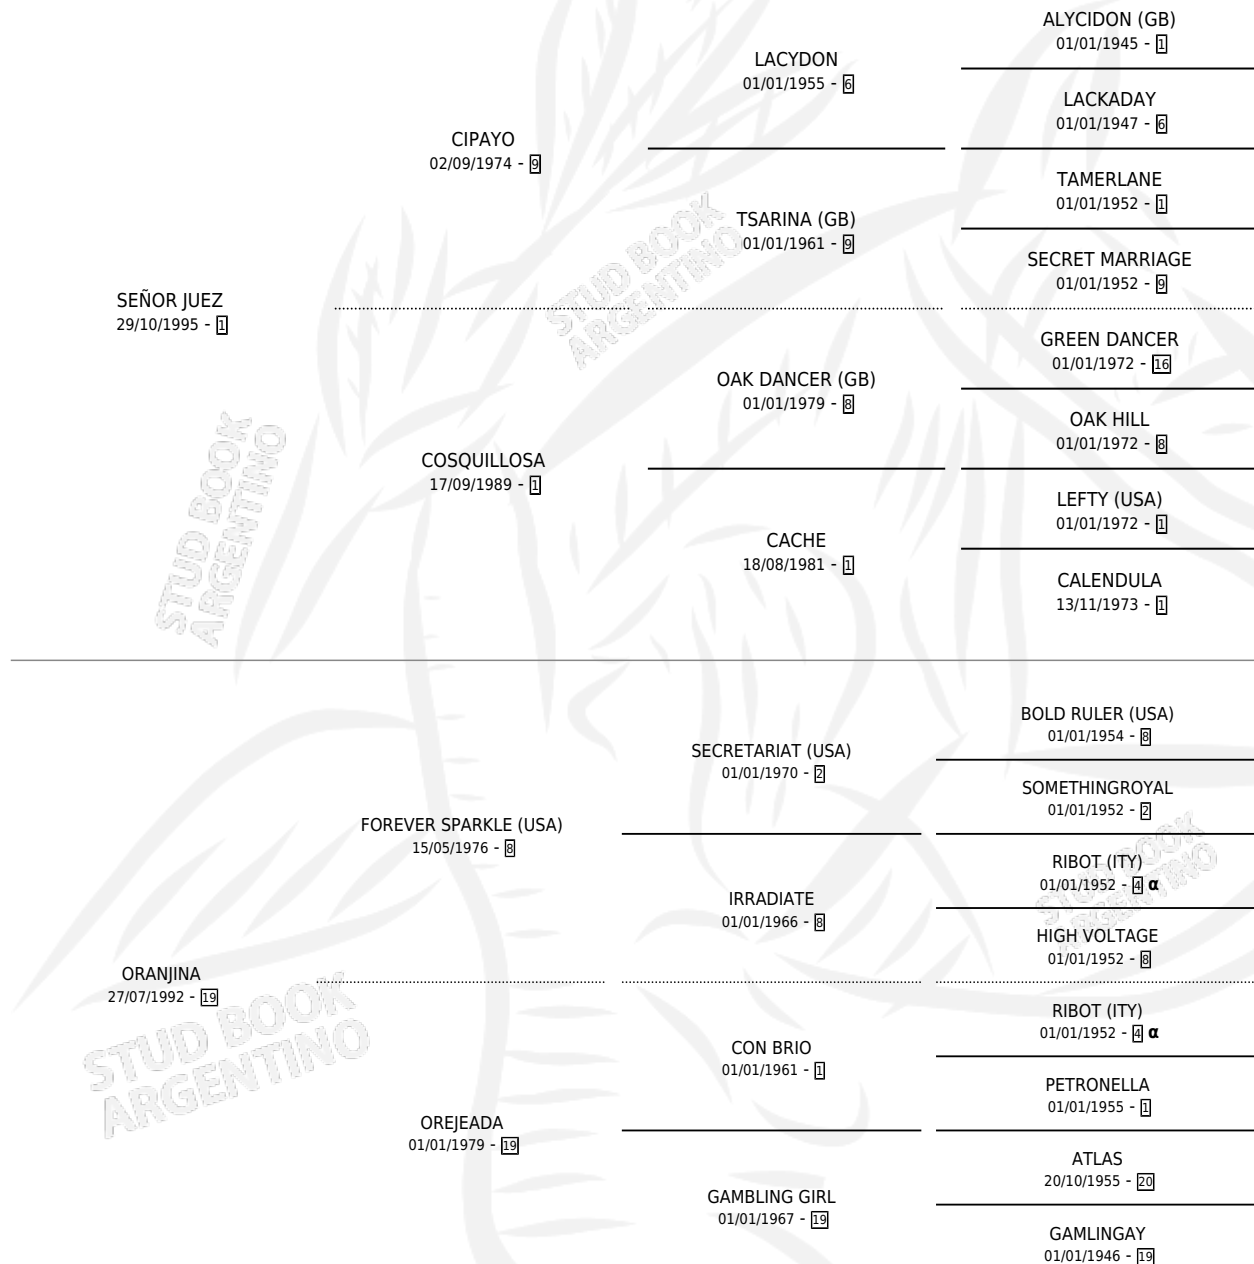 ALYCIDON (GB)
01/01/1945 - 1
LACYDON
01/01/1955 - 6
LACKADAY
01/01/1947 - 6
CIPAYO
02/09/1974 - 9
TAMERLANE
01/01/1952 - 1
TSARINA (GB)
01/01/1961 - 9
SECRET MARRIAGE
01/01/1952 - 9
SEÑOR JUEZ
29/10/1995 - 1
GREEN DANCER
01/01/1972 - 16
OAK DANCER (GB)
01/01/1979 - 8
OAK HILL
01/01/1972 - 8
COSQUILLOSA
17/09/1989 - 1
LEFTY (USA)
01/01/1972 - 1
CACHE
18/08/1981 - 1
CALENDULA
13/11/1973 - 1
STUD BOOK
ARGENTINO
STUD BOOK
ARGENTINO
BOLD RULER (USA)
01/01/1954 - 8
SECRETARIAT (USA)
01/01/1970 - 2
SOMETHINGROYAL
01/01/1952 - 2
FOREVER SPARKLE (USA)
15/05/1976 - 8
RIBOT (ITY)
01/01/1952 - 4 α
IRRADIATE
01/01/1966 - 8
HIGH VOLTAGE
01/01/1952 - 8
ORANJINA
27/07/1992 - 19
RIBOT (ITY)
01/01/1952 - 4 α
CON BRIO
01/01/1961 - 1
PETRONELLA
01/01/1955 - 1
OREJEADA
01/01/1979 - 19
ATLAS
20/10/1955 - 20
GAMBLING GIRL
01/01/1967 - 19
GAMLINGAY
01/01/1946 - 19
STUD BOOK
ARGENTINO
STUD BOOK
ARGENTINO